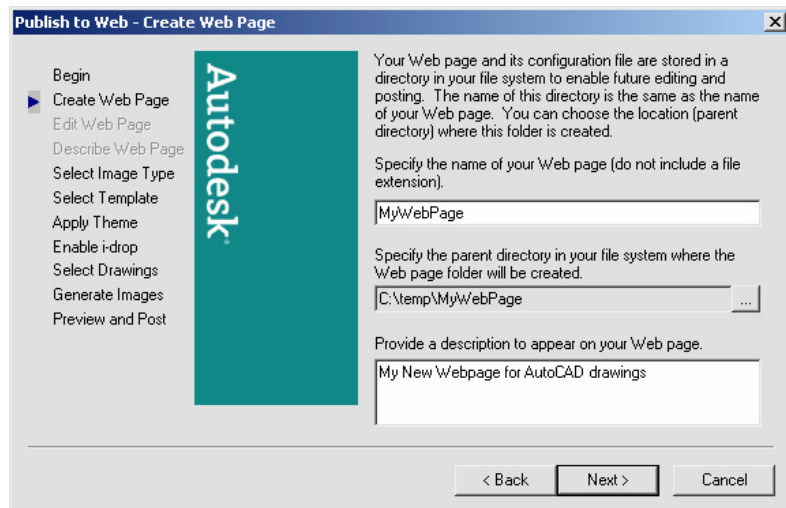 Publish to Web - Create Web Page
Begin
Create Web Page
Edit Web Page
Describe Web Page
Select Image Type
Select Template
Apply Theme
Enable i-drop
Select Drawings
Generate Images
Preview and Post
Autodesk
Your Web page and its configuration file are stored in a
directory in your file system to enable future editing and
posting. The name of this directory is the same as the name
of your Web page. You can choose the location (parent
directory) where this folder is created.
Specify the name of your Web page (do not include a file
extension).
MyWebPage
Specify the parent directory in your file system where the
Web page folder will be created.
C:\temp\MyWebPage
...
Provide a description to appear on your Web page.
My New Webpage for AutoCAD drawings
< Back
Next >
Cancel